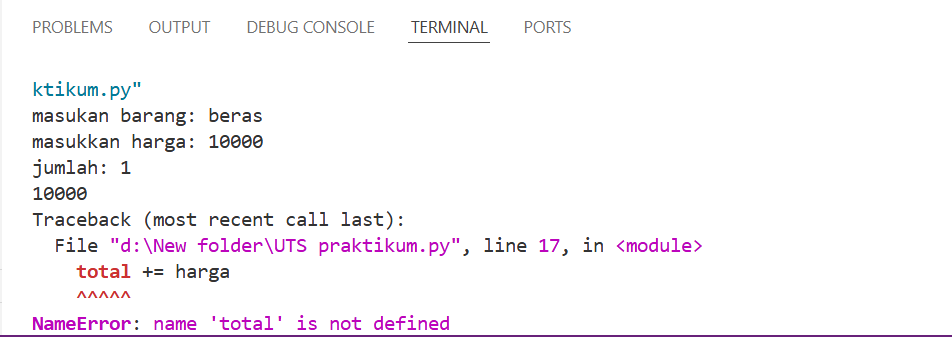 PROBLEMS OUTPUT DEBUG CONSOLE TERMINAL PORTS
ktikum.py"
masukan barang: beras
masukkan harga: 10000
jumlah: 1
10000
Traceback (most recent call last):
  File "d:\New folder\UTS praktikum.py", line 17, in <module>
    total += harga
    ^^^^^
NameError: name 'total' is not defined